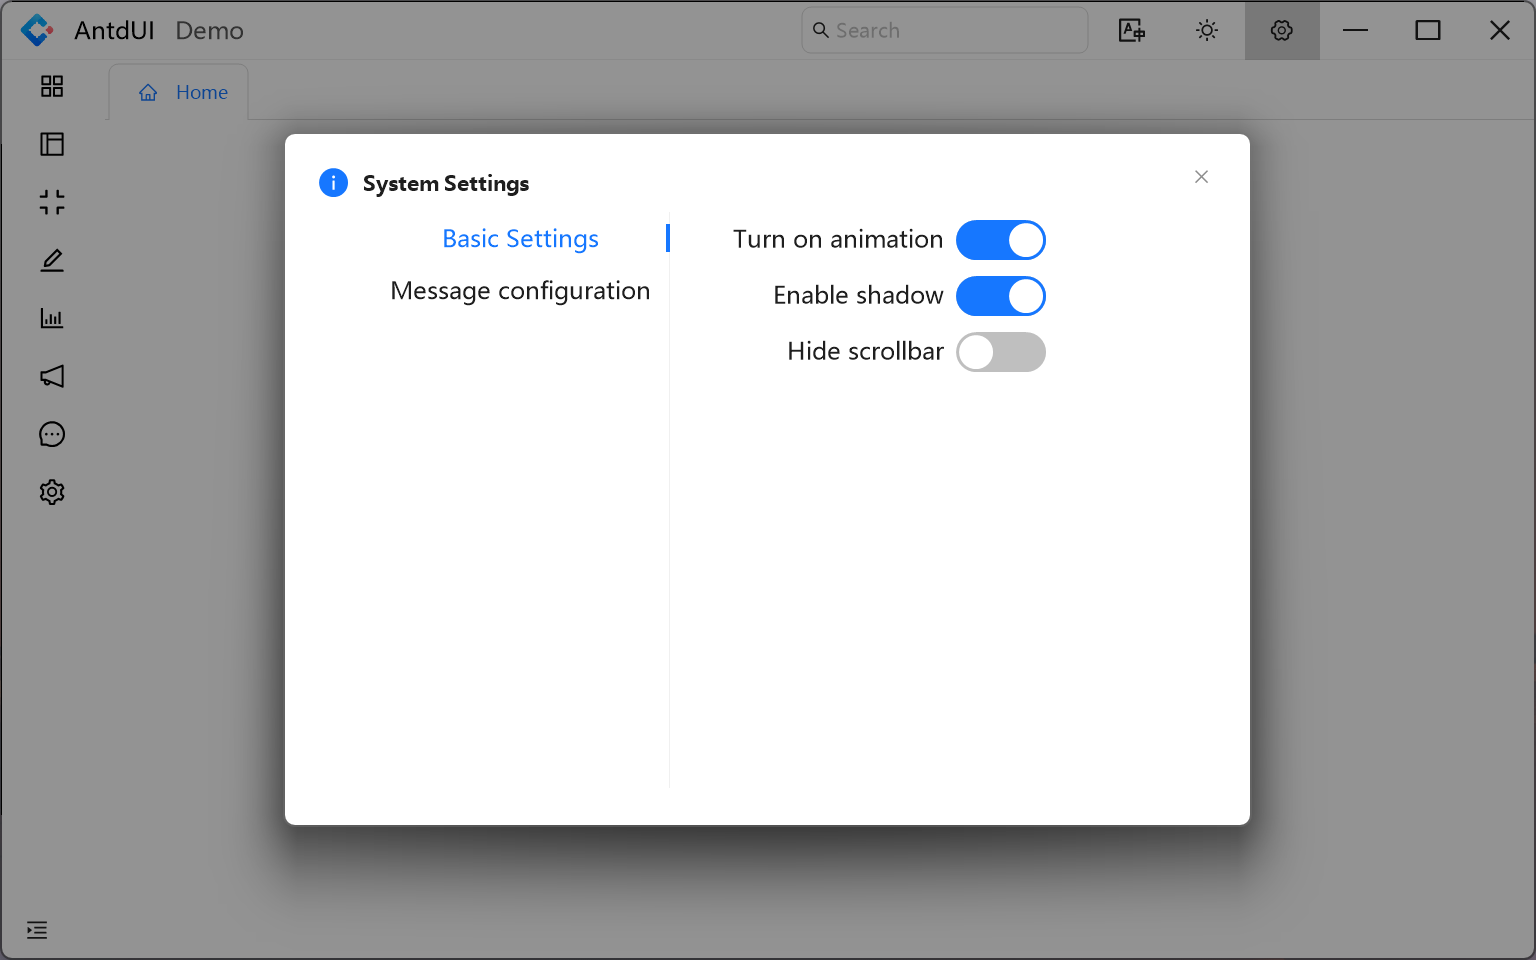 AntdUI Demo
Search
Home
System Settings
Basic Settings
Message configuration
Turn on animation
Enable shadow
Hide scrollbar